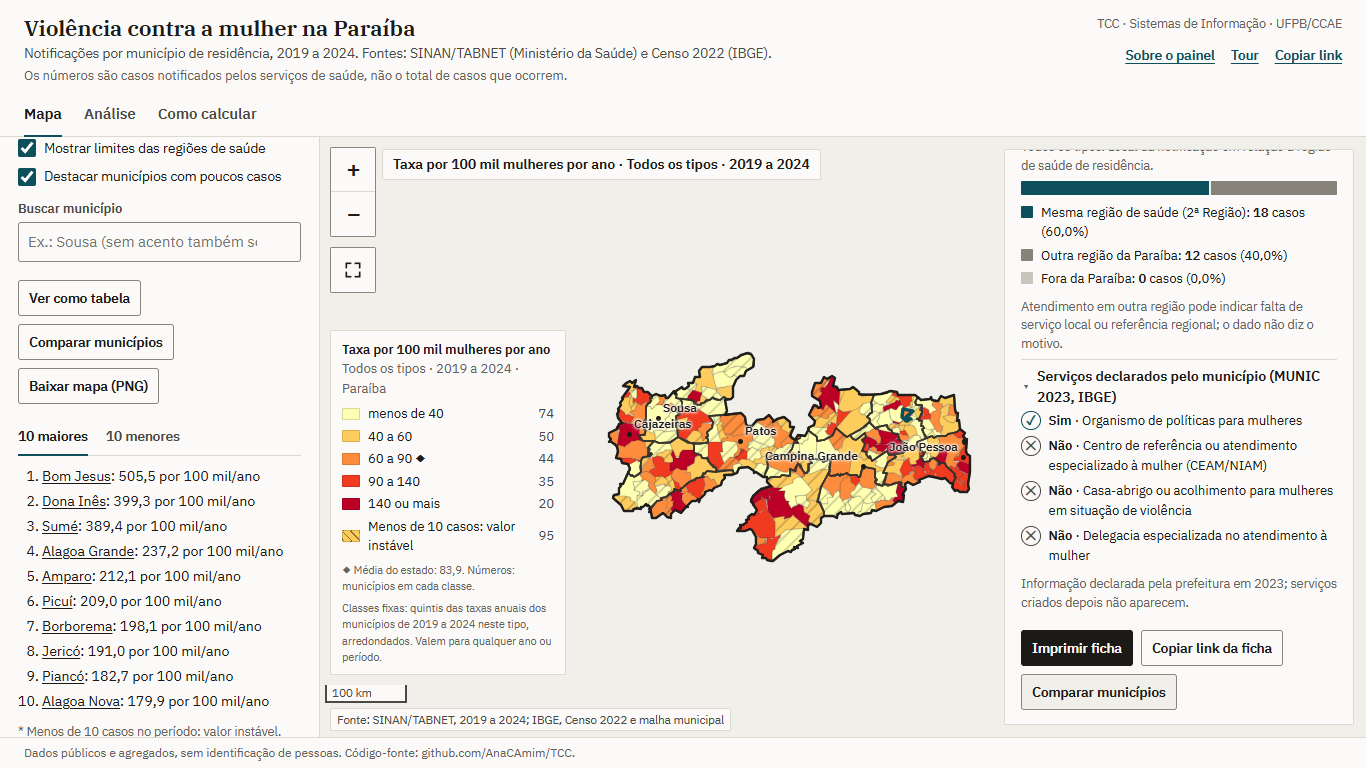 Violência contra a mulher na Paraíba
Notificações por município de residência, 2019 a 2024. Fontes: SINAN/TABNET (Ministério da Saúde) e Censo 2022 (IBGE).
Os números são casos notificados pelos serviços de saúde, não o total de casos que ocorrem.
TCC · Sistemas de Informação · UFPB/CCAE
Sobre o painel
Tour
Copiar link
Mapa
Análise
Como calcular
Mostrar limites das regiões de saúde
Destacar municípios com poucos casos
Buscar município
Ex.: Sousa (sem acento também se
Ver como tabela
Comparar municípios
Baixar mapa (PNG)
10 maiores
10 menores
1. Bom Jesus: 505,5 por 100 mil/ano
2. Dona Inês: 399,3 por 100 mil/ano
3. Sumé: 389,4 por 100 mil/ano
4. Alagoa Grande: 237,2 por 100 mil/ano
5. Amparo: 212,1 por 100 mil/ano
6. Picuí: 209,0 por 100 mil/ano
7. Borborema: 198,1 por 100 mil/ano
8. Jericó: 191,0 por 100 mil/ano
9. Piancó: 182,7 por 100 mil/ano
10. Alagoa Nova: 179,9 por 100 mil/ano
* Menos de 10 casos no período: valor instável.
+
−
Taxa por 100 mil mulheres por ano · Todos os tipos · 2019 a 2024
Taxa por 100 mil mulheres por ano
Todos os tipos · 2019 a 2024 ·
Paraíba
menos de 40 74
40 a 60 50
60 a 90 ◆ 44
90 a 140 35
140 ou mais 20
Menos de 10 casos: valor
instável 95
◆ Média do estado: 83,9. Números:
municípios em cada classe.
Classes fixas: quintis das taxas anuais dos
municípios de 2019 a 2024 neste tipo,
arredondados. Valem para qualquer ano ou
período.
100 km
Fonte: SINAN/TABNET, 2019 a 2024; IBGE, Censo 2022 e malha municipal
Sousa
Cajazeiras
Patos
Campina Grande
João Pessoa
Todos os tipos. Local da notificação em relação à região
de saúde de residência.
Mesma região de saúde (2ª Região): 18 casos
(60,0%)
Outra região da Paraíba: 12 casos (40,0%)
Fora da Paraíba: 0 casos (0,0%)
Atendimento em outra região pode indicar falta de
serviço local ou referência regional; o dado não diz o
motivo.
Serviços declarados pelo município (MUNIC
2023, IBGE)
Sim · Organismo de políticas para mulheres
Não · Centro de referência ou atendimento
especializado à mulher (CEAM/NIAM)
Não · Casa-abrigo ou acolhimento para mulheres
em situação de violência
Não · Delegacia especializada no atendimento à
mulher
Informação declarada pela prefeitura em 2023; serviços
criados depois não aparecem.
Imprimir ficha
Copiar link da ficha
Comparar municípios
Dados públicos e agregados, sem identificação de pessoas. Código-fonte: github.com/AnaCAmim/TCC.